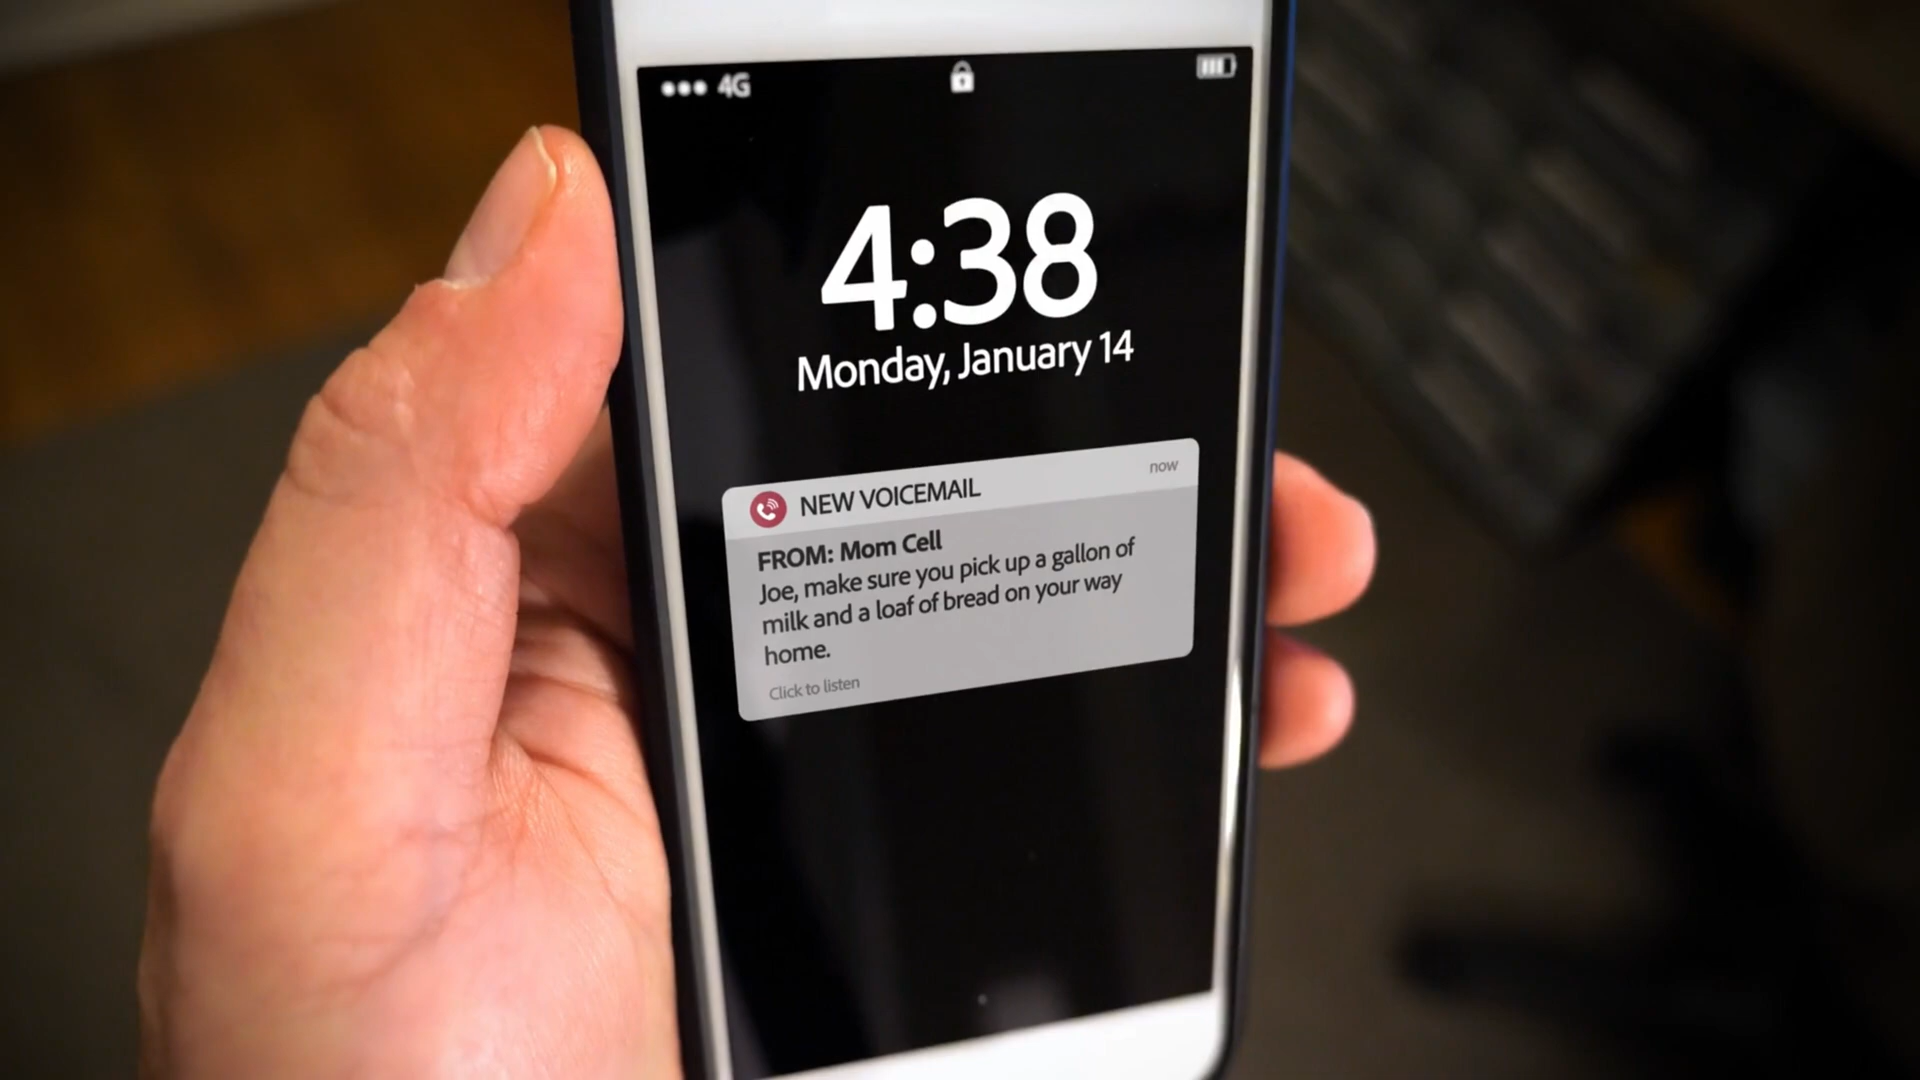 4G
4:38
Monday, January 14
NEW VOICEMAIL
now
FROM: Mom Cell
Joe, make sure you pick up a gallon of
milk and a loaf of bread on your way
home.
Click to listen